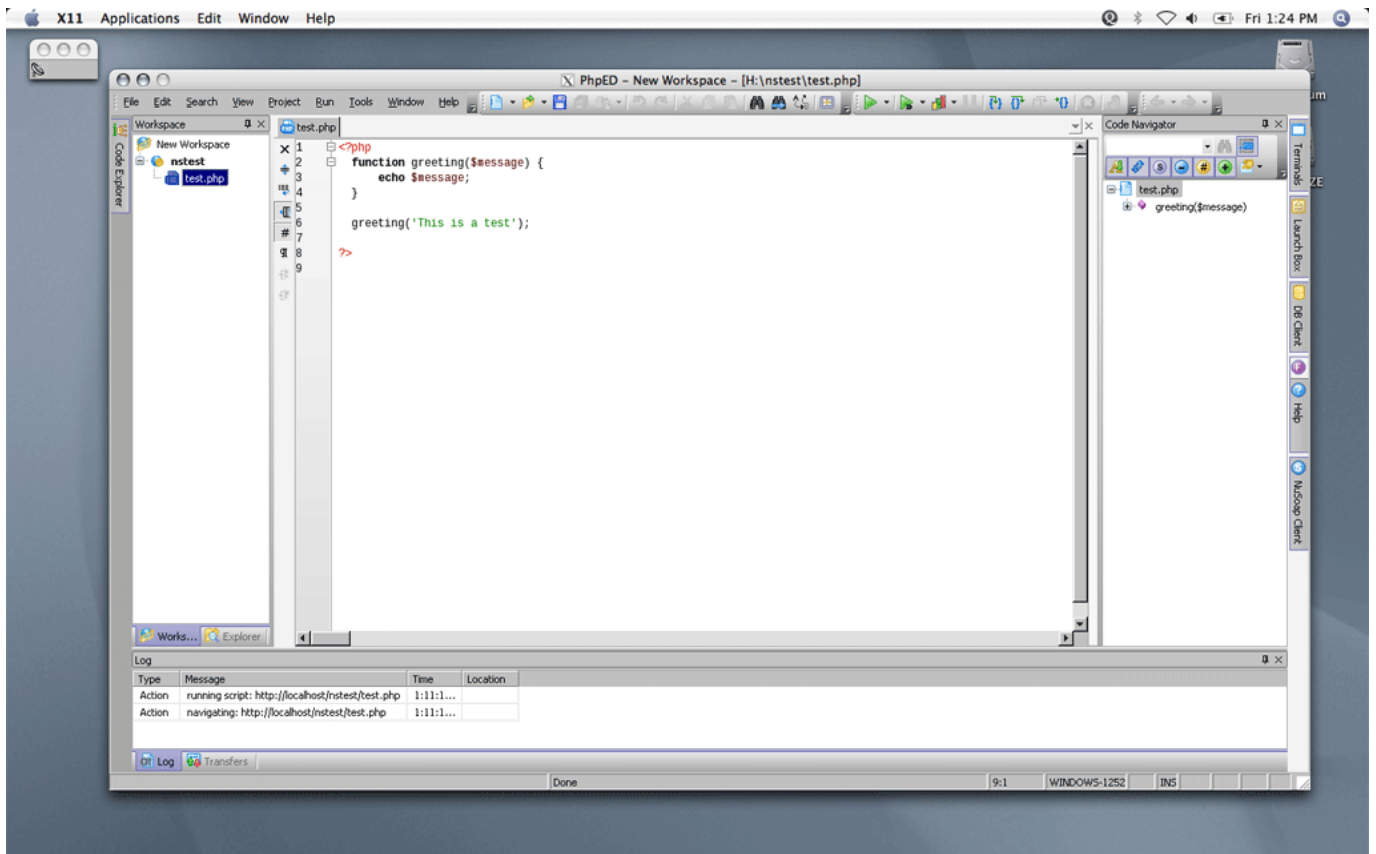 X11 Applications Edit Window Help Fri 1:24 PM
PhpED – New Workspace – [H:\nstest\test.php]
File Edit Search View Project Run Tools Window Help
Workspace
New Workspace
nstest
test.php
Works... Explorer
Code Explorer
test.php
1 <?php
2 function greeting($message) {
3 echo $message;
4 }
5
6 greeting('This is a test');
7
8 ?>
9
Code Navigator
test.php
greeting($message)
Terminals
Launch Box
DB Client
Help
NuSoap Client
Log
Type Message Time Location
Action running script: http://localhost/nstest/test.php 1:11:1...
Action navigating: http://localhost/nstest/test.php 1:11:1...
Log Transfers
Done 9:1 WINDOWS-1252 INS